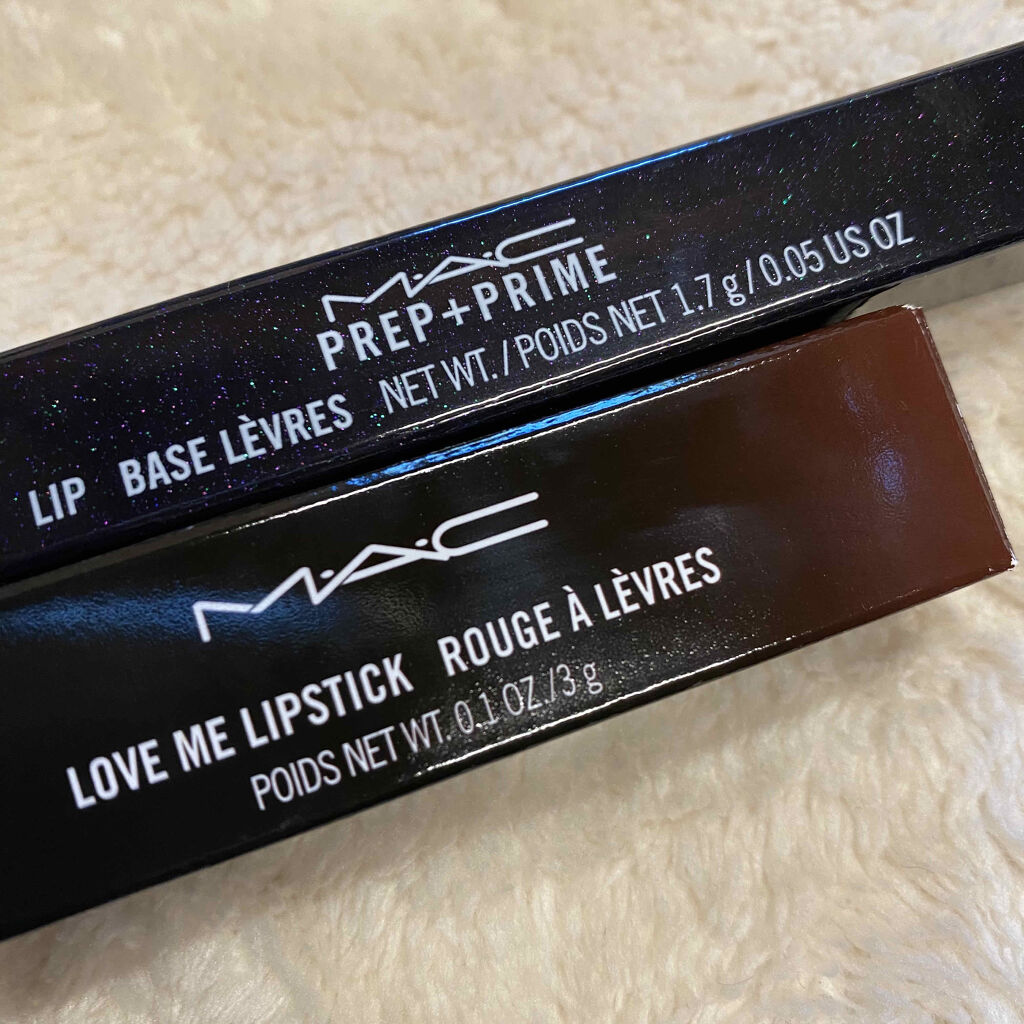 M·A·C
PREP+PRIME
LIP BASE LÈVRES NET WT. / POIDS NET 1.7 g / 0.05 US OZ
M·A·C
LOVE ME LIPSTICK ROUGE À LÈVRES
POIDS NET WT. 0.1 OZ /3 g